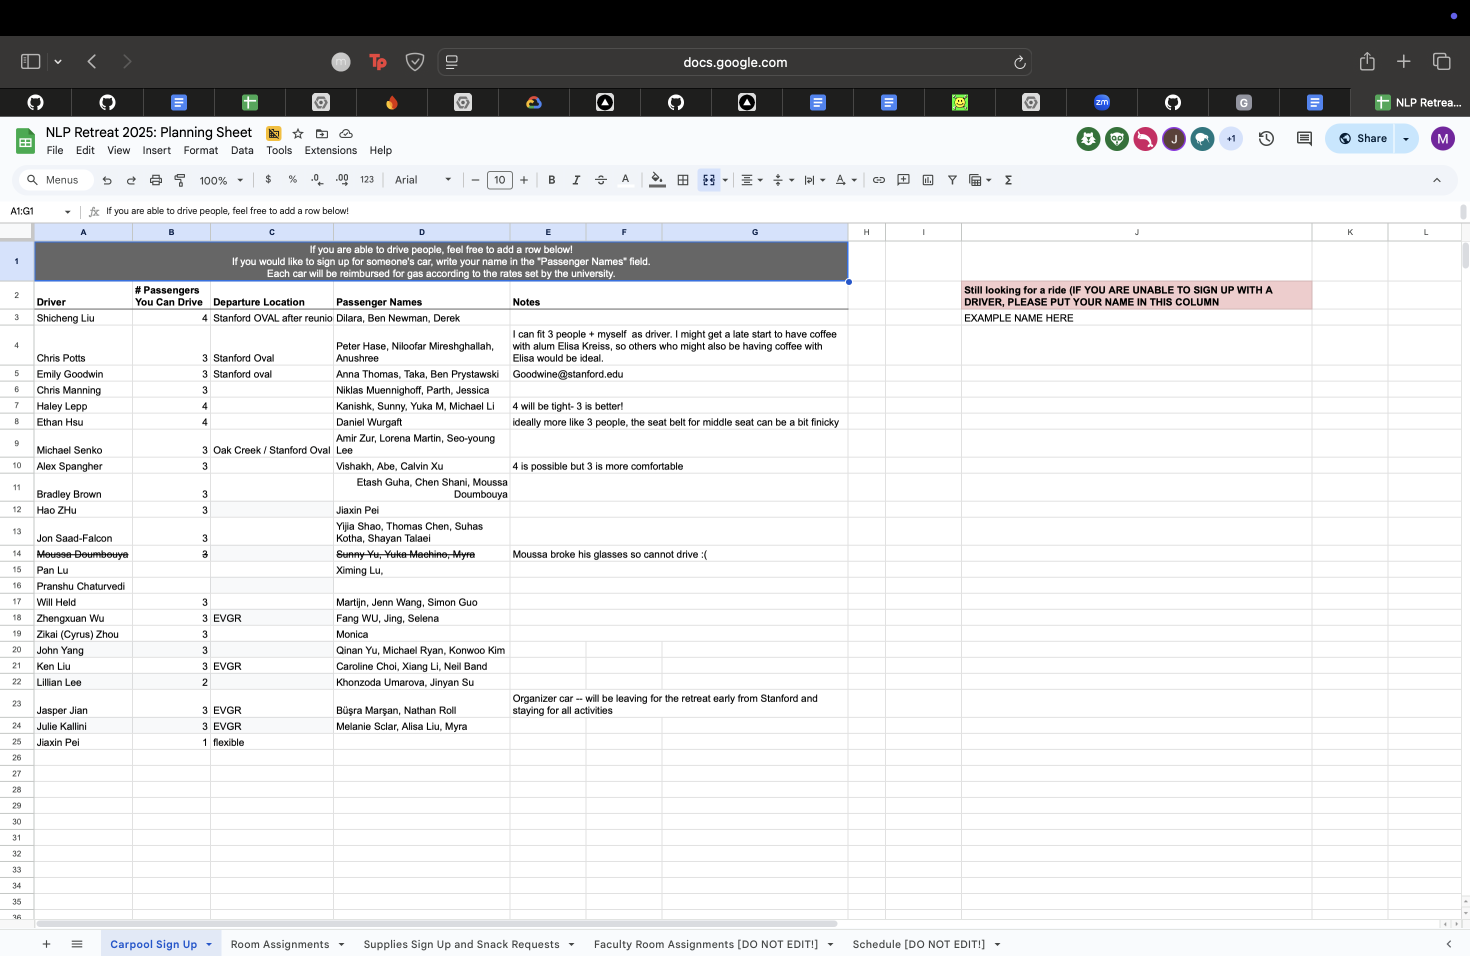 docs.google.com
NLP Retrea...
NLP Retreat 2025: Planning Sheet
File Edit View Insert Format Data Tools Extensions Help
J +1 Share M
Menus 100% $ % .0 .00 123 Arial 10 B I S A
A1:G1 fx If you are able to drive people, feel free to add a row below!
A B C D E F G H I J K L
1 If you are able to drive people, feel free to add a row below!
If you would like to sign up for someone's car, write your name in the "Passenger Names" field.
Each car will be reimbursed for gas according to the rates set by the university.
2 Driver # Passengers You Can Drive Departure Location Passenger Names Notes Still looking for a ride (IF YOU ARE UNABLE TO SIGN UP WITH A DRIVER, PLEASE PUT YOUR NAME IN THIS COLUMN
3 Shicheng Liu 4 Stanford OVAL after reunio Dilara, Ben Newman, Derek EXAMPLE NAME HERE
4 Chris Potts 3 Stanford Oval Peter Hase, Niloofar Mireshghallah, Anushree I can fit 3 people + myself as driver. I might get a late start to have coffee with alum Elisa Kreiss, so others who might also be having coffee with Elisa would be ideal.
5 Emily Goodwin 3 Stanford oval Anna Thomas, Taka, Ben Prystawski Goodwine@stanford.edu
6 Chris Manning 3 Niklas Muennighoff, Parth, Jessica
7 Haley Lepp 4 Kanishk, Sunny, Yuka M, Michael Li 4 will be tight- 3 is better!
8 Ethan Hsu 4 Daniel Wurgaft ideally more like 3 people, the seat belt for middle seat can be a bit finicky
9 Michael Senko 3 Oak Creek / Stanford Oval Amir Zur, Lorena Martin, Seo-young Lee
10 Alex Spangher 3 Vishakh, Abe, Calvin Xu 4 is possible but 3 is more comfortable
11 Bradley Brown 3 Etash Guha, Chen Shani, Moussa Doumbouya
12 Hao ZHu 3 Jiaxin Pei
13 Jon Saad-Falcon 3 Yijia Shao, Thomas Chen, Suhas Kotha, Shayan Talaei
14 Moussa Doumbouya 3 Sunny Yu, Yuka Machino, Myra Moussa broke his glasses so cannot drive :(
15 Pan Lu Ximing Lu,
16 Pranshu Chaturvedi
17 Will Held 3 Martijn, Jenn Wang, Simon Guo
18 Zhengxuan Wu 3 EVGR Fang WU, Jing, Selena
19 Zikai (Cyrus) Zhou 3 Monica
20 John Yang 3 Qinan Yu, Michael Ryan, Konwoo Kim
21 Ken Liu 3 EVGR Caroline Choi, Xiang Li, Neil Band
22 Lillian Lee 2 Khonzoda Umarova, Jinyan Su
23 Jasper Jian 3 EVGR Büşra Marşan, Nathan Roll Organizer car -- will be leaving for the retreat early from Stanford and staying for all activities
24 Julie Kallini 3 EVGR Melanie Sclar, Alisa Liu, Myra
25 Jiaxin Pei 1 flexible
26
27
28
29
30
31
32
33
34
35
36
Carpool Sign Up Room Assignments Supplies Sign Up and Snack Requests Faculty Room Assignments [DO NOT EDIT!] Schedule [DO NOT EDIT!]